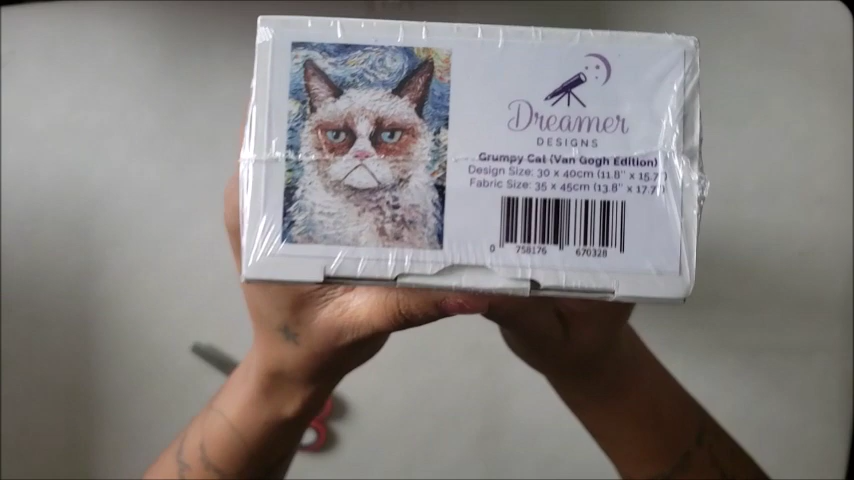 Dreamer
DESIGNS
Grumpy Cat (Van Gogh Edition)
Design Size: 30 x 40cm (11.8" x 15.7
Fabric Size: 35 x 45cm (13.8" x 17.7
0 758176 670328